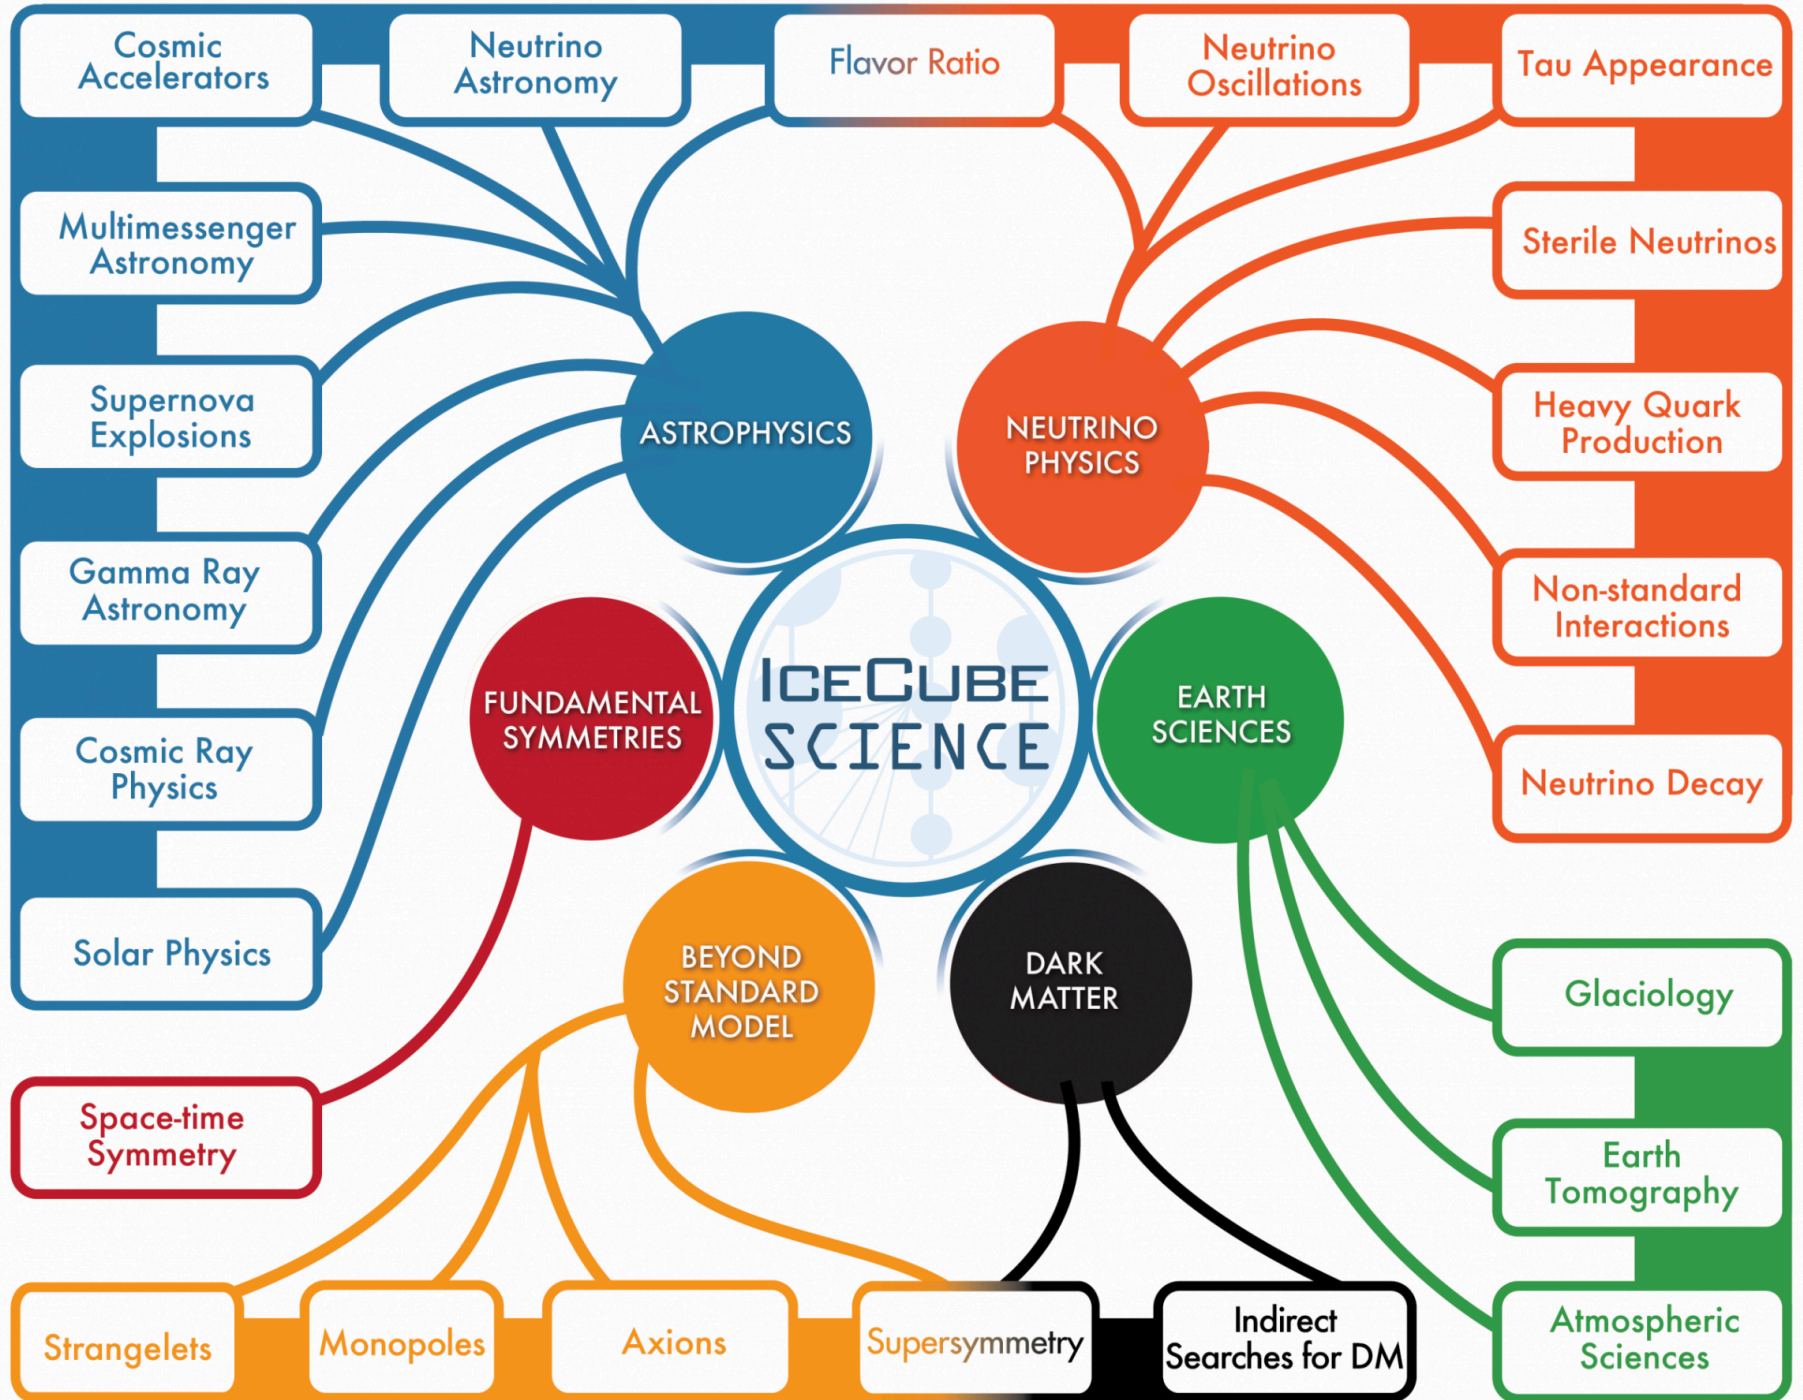 Cosmic
Accelerators
Neutrino
Astronomy
Flavor Ratio
Neutrino
Oscillations
Tau Appearance
Multimessenger
Astronomy
Sterile Neutrinos
Supernova
Explosions
ASTROPHYSICS
NEUTRINO
PHYSICS
Heavy Quark
Production
Gamma Ray
Astronomy
Non-standard
Interactions
FUNDAMENTAL
SYMMETRIES
ICECUBE
SCIENCE
EARTH
SCIENCES
Cosmic Ray
Physics
Neutrino Decay
Solar Physics
BEYOND
STANDARD
MODEL
DARK
MATTER
Glaciology
Space-time
Symmetry
Earth
Tomography
Strangelets
Monopoles
Axions
Supersymmetry
Indirect
Searches for DM
Atmospheric
Sciences